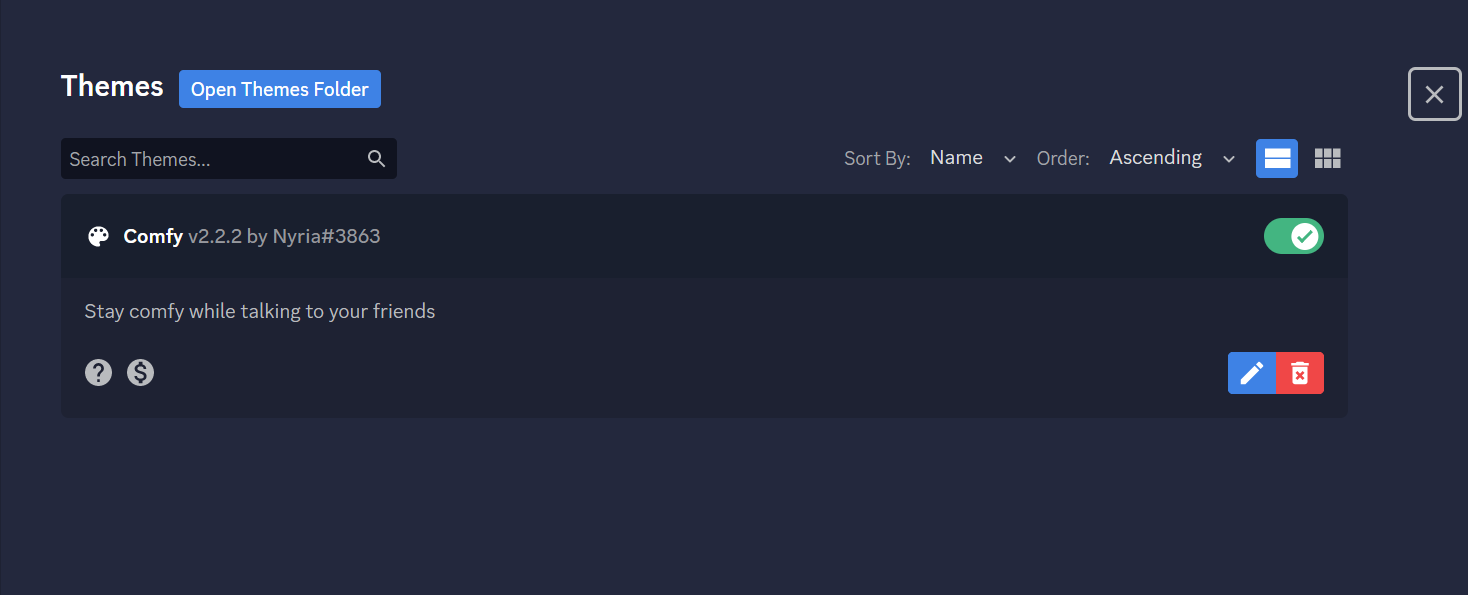 Themes Open Themes Folder
Search Themes... Sort By: Name Order: Ascending
Comfy v2.2.2 by Nyria#3863
Stay comfy while talking to your friends